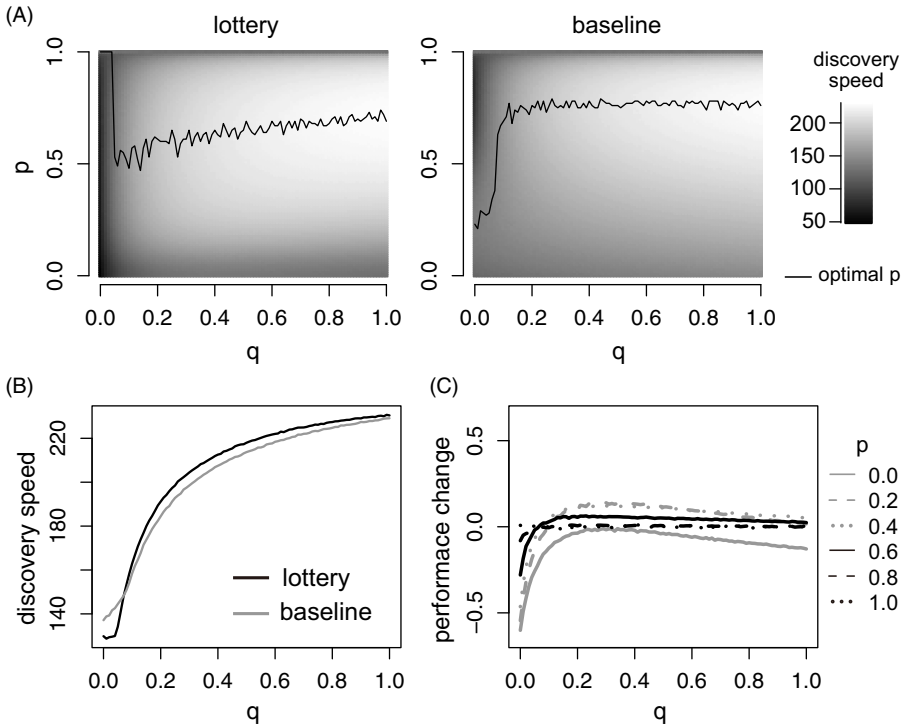 (A)
lottery
baseline
discovery
speed
200
150
100
50
optimal p
p
1.0
0.5
0.0
0.0 0.2 0.4 0.6 0.8 1.0
q
1.0
0.5
0.0
0.0 0.2 0.4 0.6 0.8 1.0
q
(B)
discovery speed
220
180
140
lottery
baseline
0.0 0.2 0.4 0.6 0.8 1.0
q
(C)
performace change
0.5
0.0
−0.5
0.0 0.2 0.4 0.6 0.8 1.0
q
p
0.0
0.2
0.4
0.6
0.8
1.0